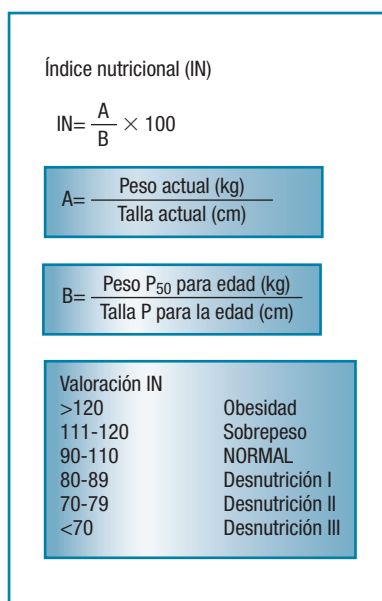 Índice nutricional (IN)
IN= A / B × 100
A= Peso actual (kg) / Talla actual (cm)
B= Peso P50 para edad (kg) / Talla P para la edad (cm)
Valoración IN
>120 Obesidad
111-120 Sobrepeso
90-110 NORMAL
80-89 Desnutrición I
70-79 Desnutrición II
<70 Desnutrición III